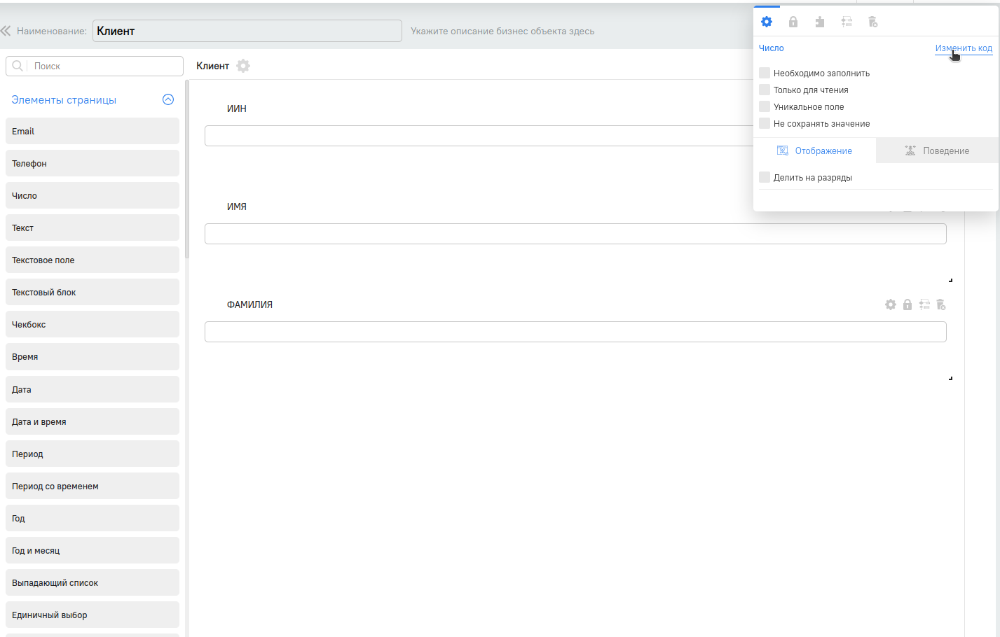 Наименование: Клиент Укажите описание бизнес объекта здесь
Поиск
Элементы страницы
Email
Телефон
Число
Текст
Текстовое поле
Текстовый блок
Чекбокс
Время
Дата
Дата и время
Период
Период со временем
Год
Год и месяц
Выпадающий список
Единичный выбор
Клиент
ИИН
ИМЯ
ФАМИЛИЯ
Число Изменить код
Необходимо заполнить
Только для чтения
Уникальное поле
Не сохранять значение
Отображение Поведение
Делить на разряды